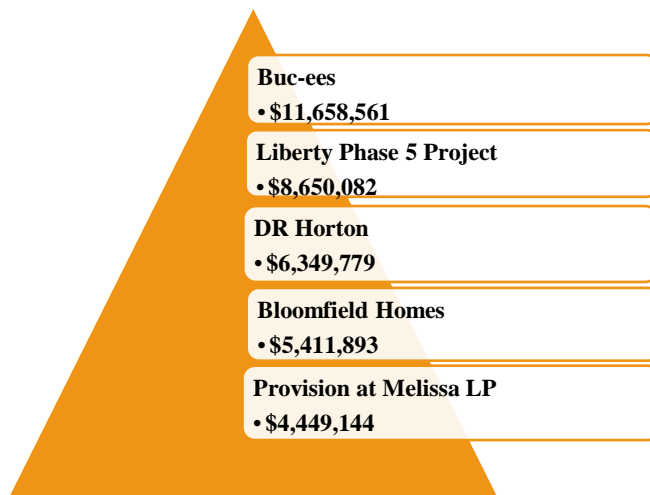 Buc-ees
• $11,658,561
Liberty Phase 5 Project
• $8,650,082
DR Horton
• $6,349,779
Bloomfield Homes
• $5,411,893
Provision at Melissa LP
• $4,449,144